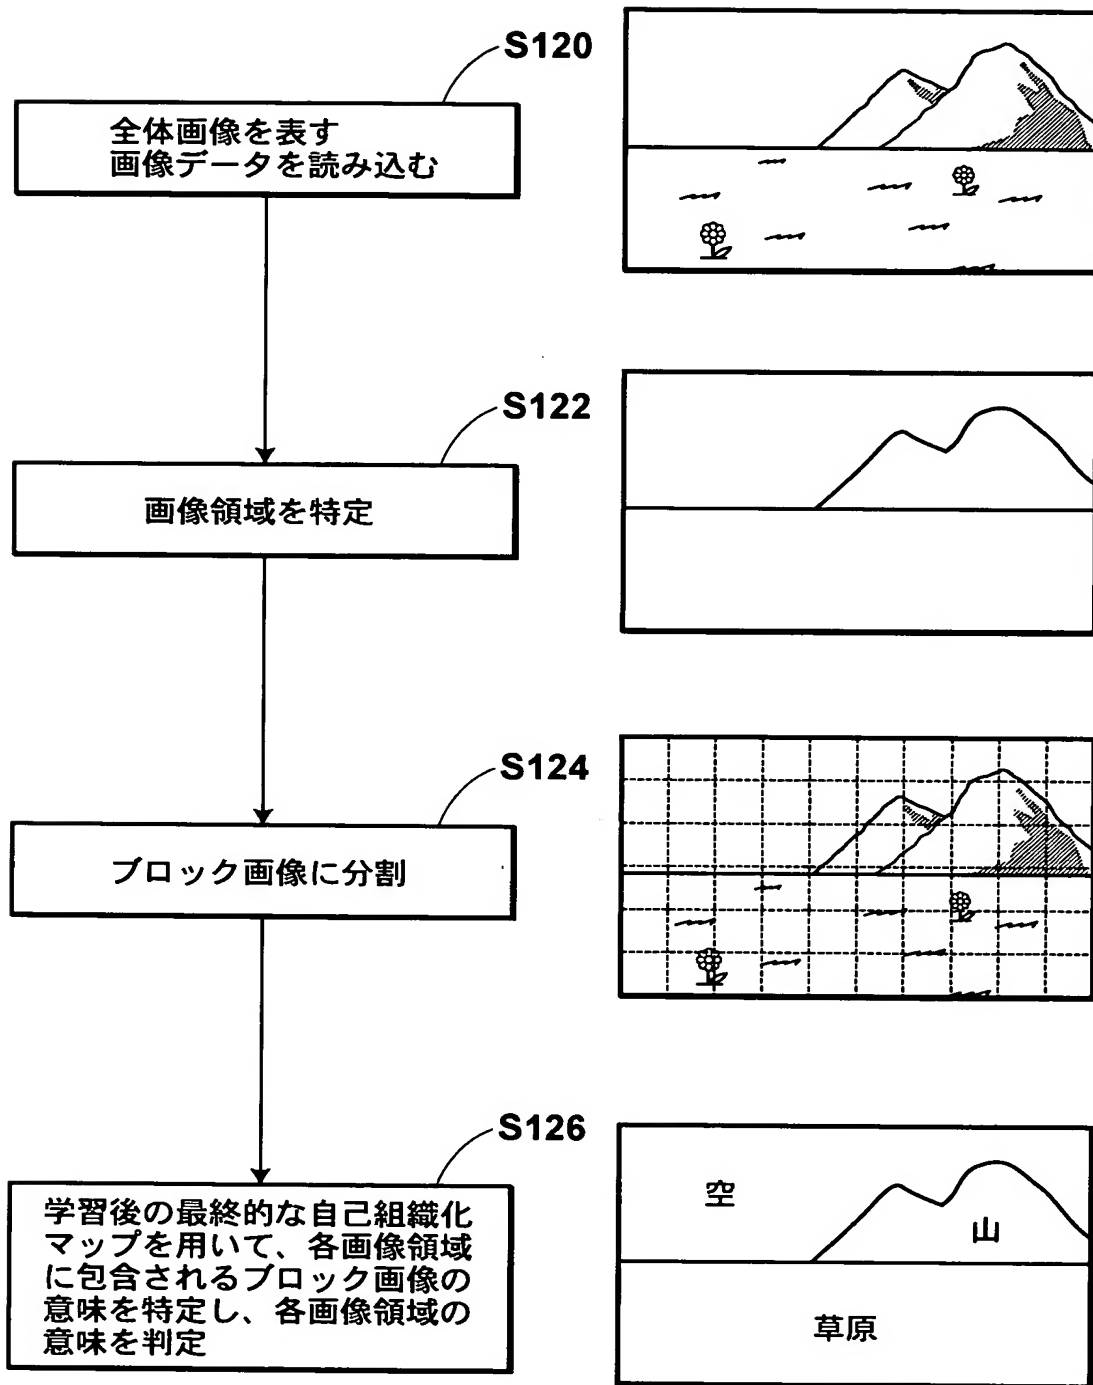 S120
全体画像を表す
画像データを読み込む
S122
画像領域を特定
S124
ブロック画像に分割
S126
学習後の最終的な自己組織化
マップを用いて、各画像領域
に包含されるブロック画像の
意味を特定し、各画像領域の
意味を判定
空
山
草原